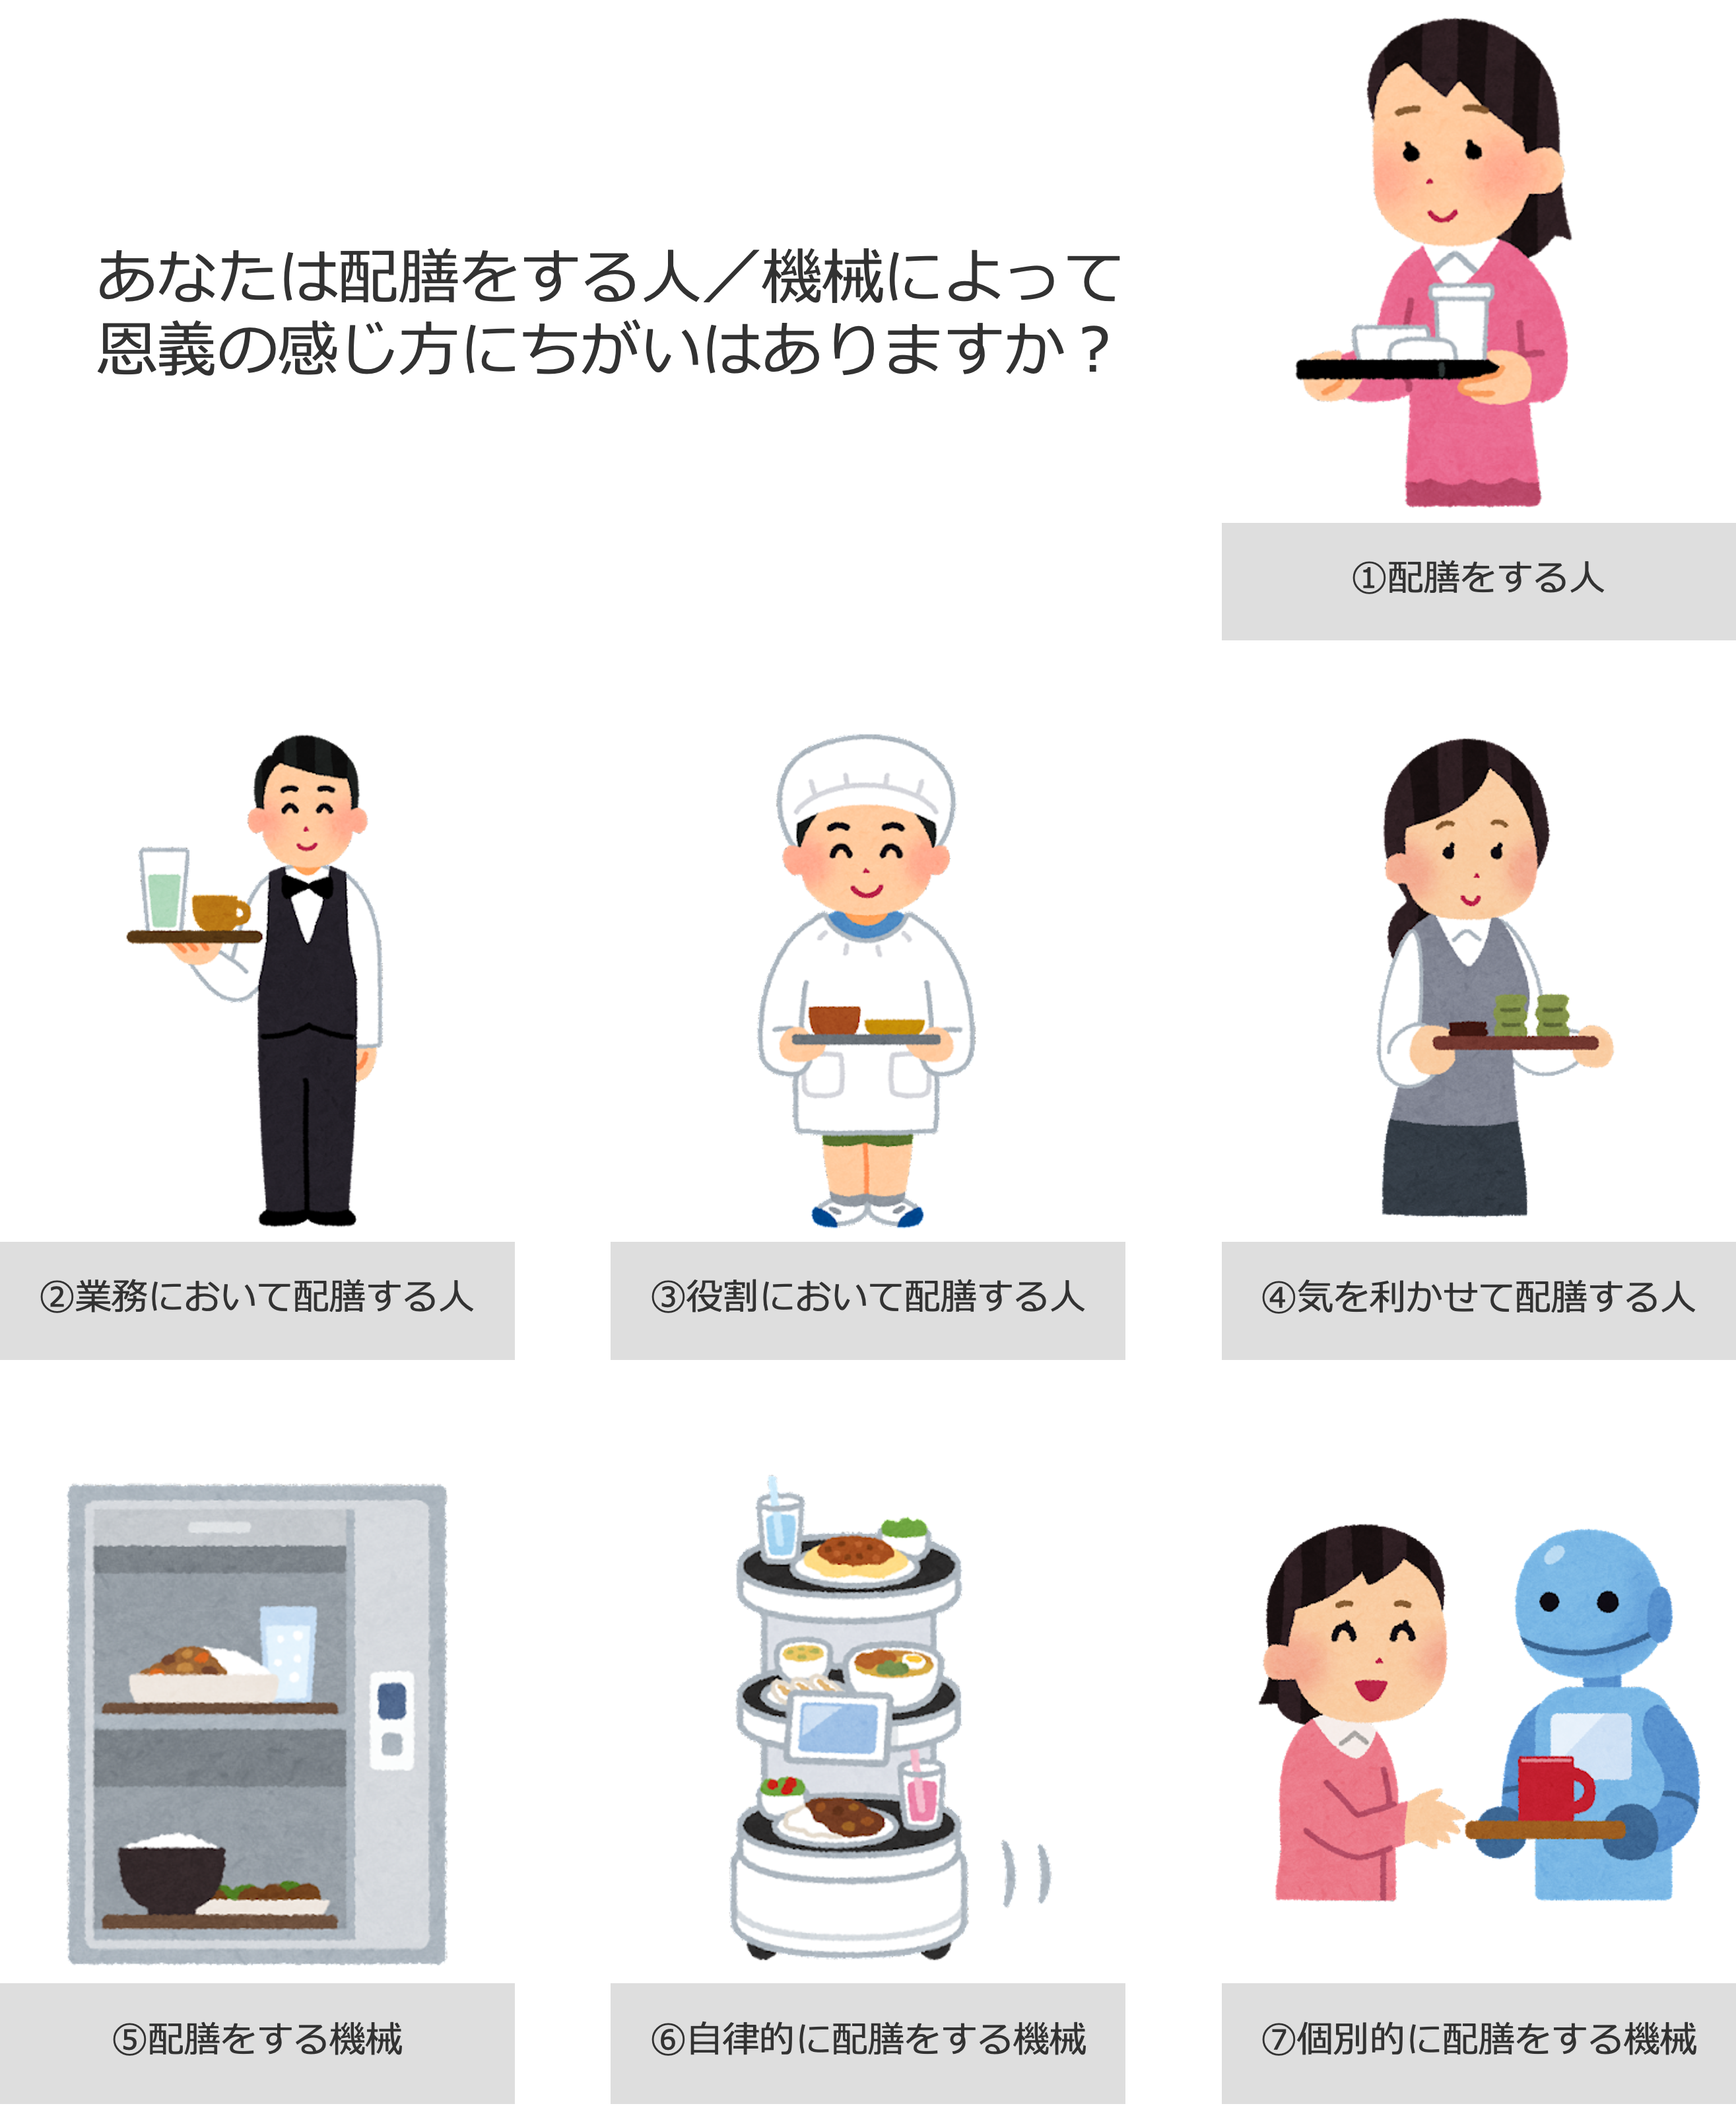 あなたは配膳をする人／機械によって
恩義の感じ方にちがいはありますか？
①配膳をする人
②業務において配膳する人
③役割において配膳する人
④気を利かせて配膳する人
⑤配膳をする機械
⑥自律的に配膳をする機械
⑦個別的に配膳をする機械